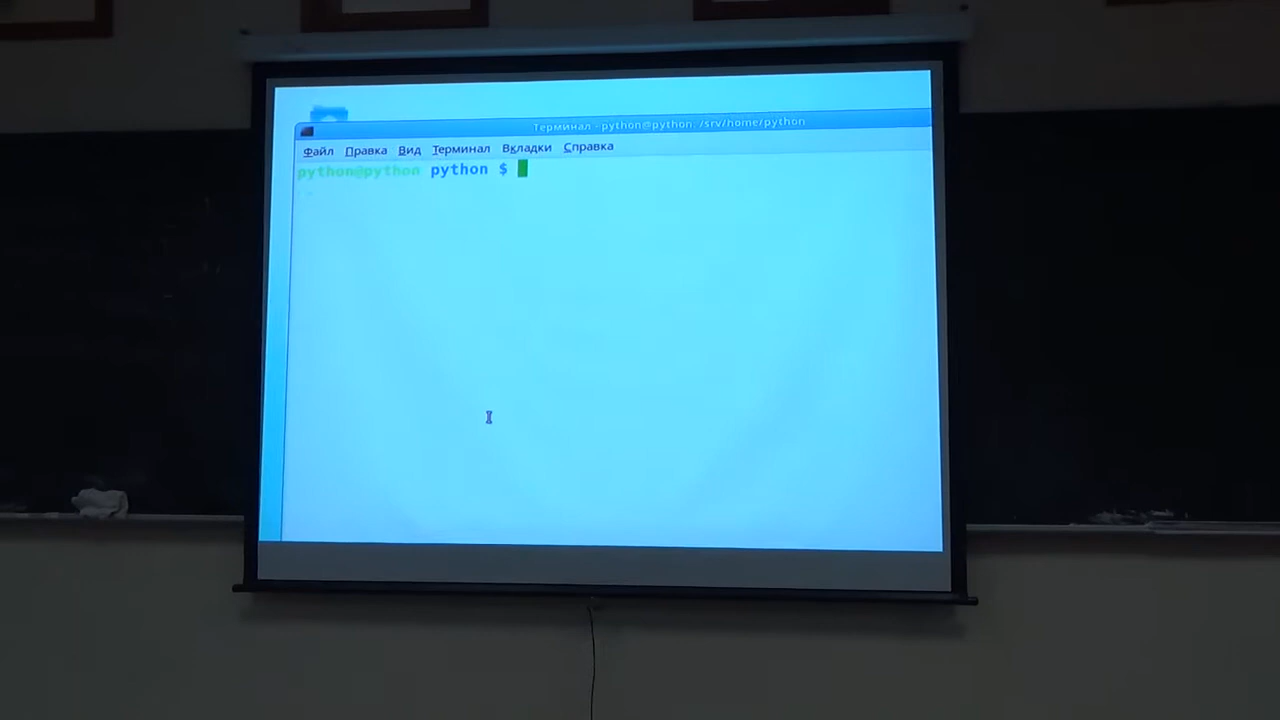 Терминал - python@python: /srv/home/python
Файл Правка Вид Терминал Вкладки Справка
python@python python $